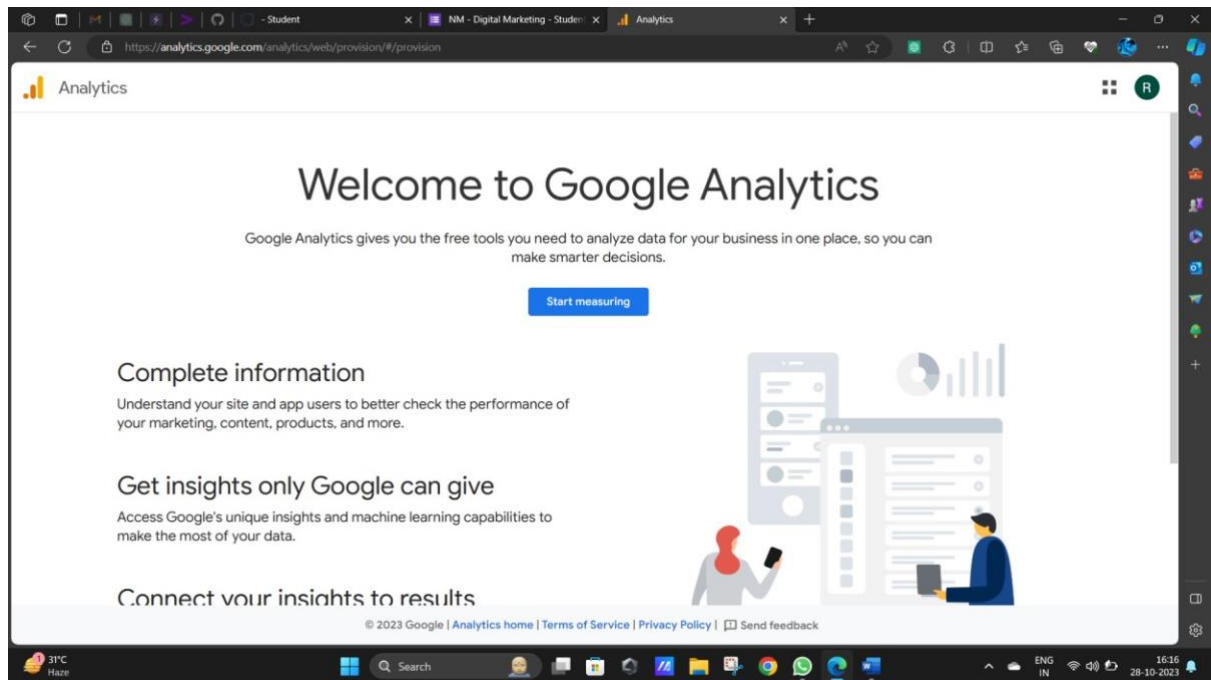 - Student
NM - Digital Marketing - Studen
Analytics
https://analytics.google.com/analytics/web/provision/#/provision
Analytics
R
Welcome to Google Analytics
Google Analytics gives you the free tools you need to analyze data for your business in one place, so you can
make smarter decisions.
Start measuring
Complete information
Understand your site and app users to better check the performance of
your marketing, content, products, and more.
Get insights only Google can give
Access Google's unique insights and machine learning capabilities to
make the most of your data.
Connect your insights to results
© 2023 Google | Analytics home | Terms of Service | Privacy Policy | Send feedback
1
31°C
Haze
Search
ENG
IN
16:16
28-10-2023